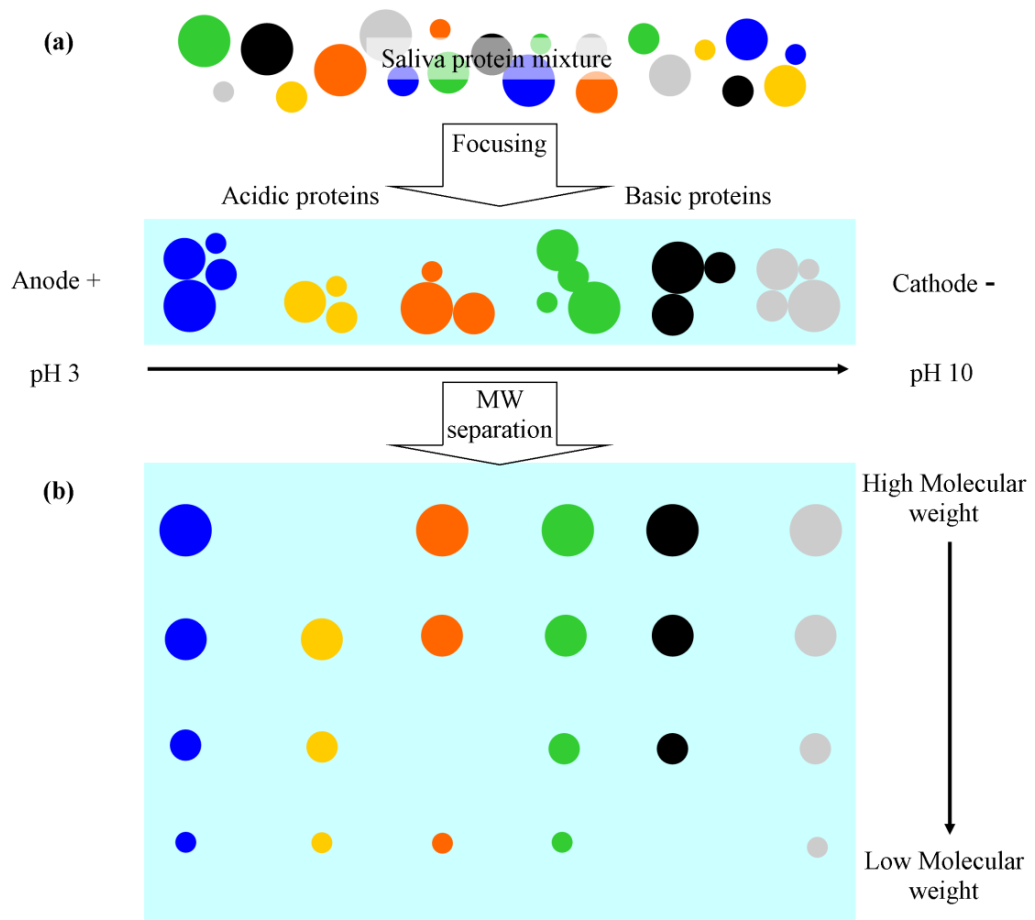 (a)
Saliva protein mixture
Focusing
Acidic proteins
Basic proteins
Anode +
Cathode -
pH 3
pH 10
MW
separation
(b)
High Molecular
weight
Low Molecular
weight